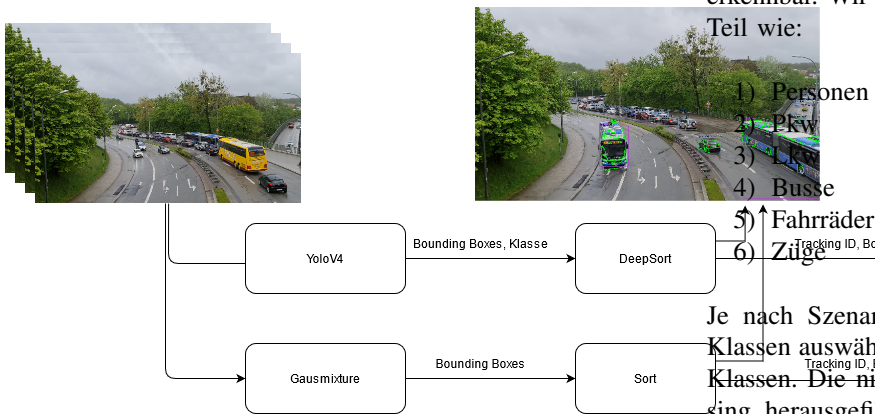 erkennbar. Wir
Teil wie:
1) Personen
2) Pkw
3) Lkw
4) Busse
5) Fahrräder
6) Züge
YoloV4
Bounding Boxes, Klasse
DeepSort
Tracking ID, Bo
Gausmixture
Bounding Boxes
Sort
Tracking ID,
Je nach Szenar
Klassen auswäh
Klassen. Die ni
sing herausgefi